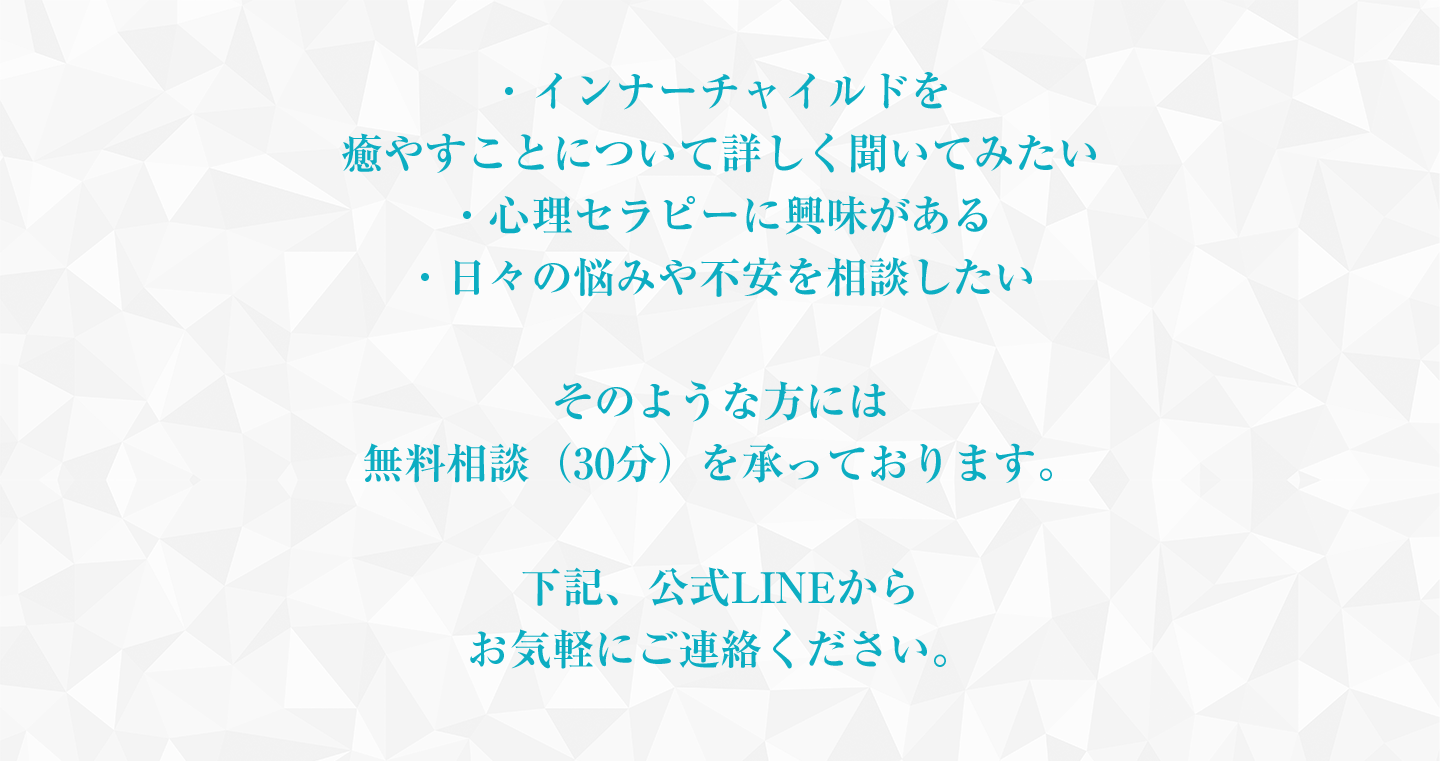 ・インナーチャイルドを
癒やすことについて詳しく聞いてみたい
・心理セラピーに興味がある
・日々の悩みや不安を相談したい
そのような方には
無料相談（30分）を承っております。
下記、公式LINEから
お気軽にご連絡ください。